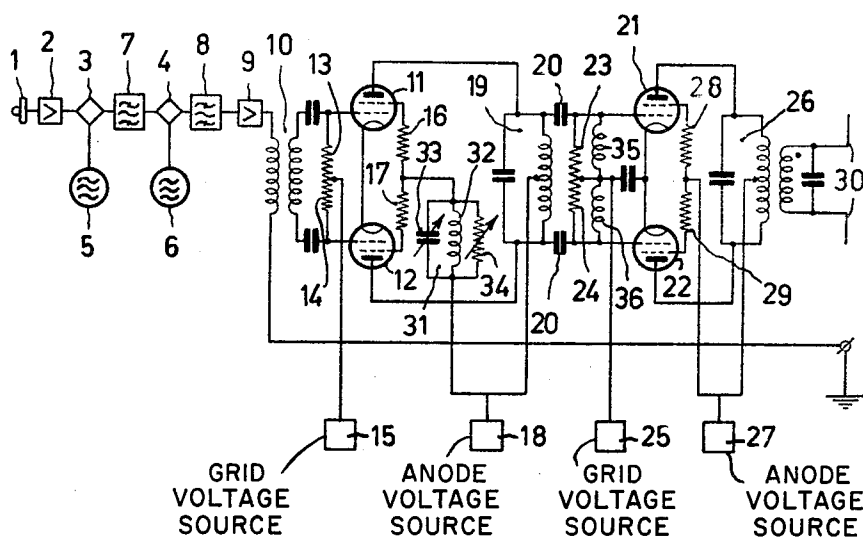 1 2 3 7 4 8 9 10 13 11 16 33 32 19 20 23 21 28 35 26 30
17
5 6 14 12 31 34 20 24 36 22 29
15 18 25 27
GRID VOLTAGE SOURCE
ANODE VOLTAGE SOURCE
GRID VOLTAGE SOURCE
ANODE VOLTAGE SOURCE